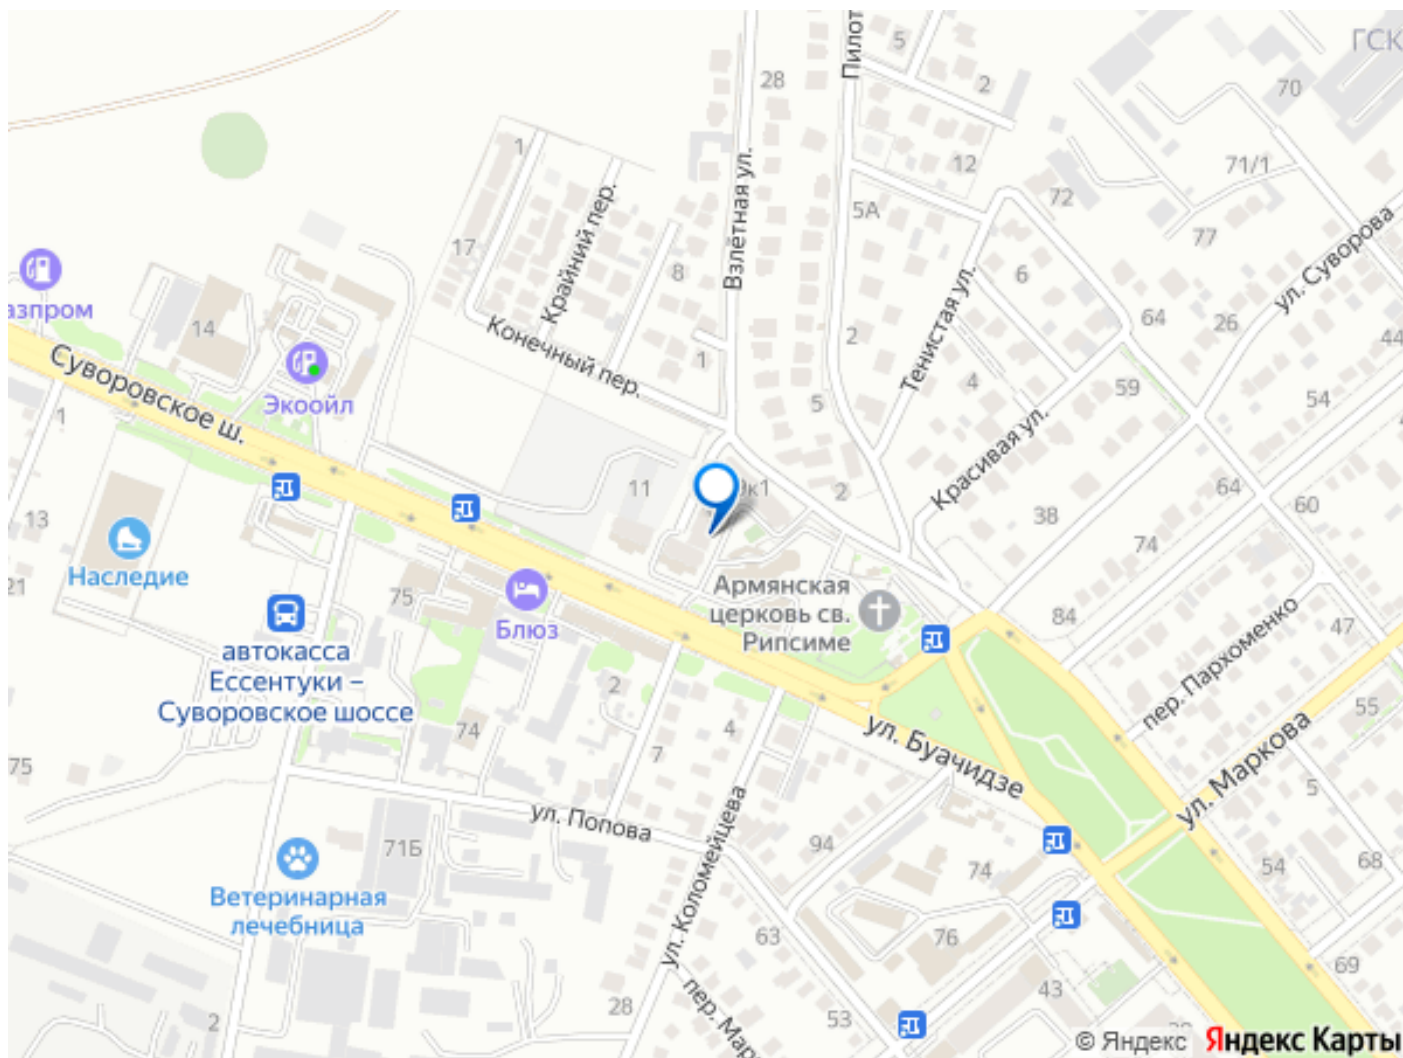 ГСК
Пилот
5
28
2
70
1
12
71/1
Крайний пер.
Взлётная ул.
72
5А
77
17
8
6
ул. Суворова
азпром
14
Конечный пер.
Тенистая ул.
64
26
44
Суворовское ш.
Экоойл
1
2
4
59
54
1
5
Красивая ул.
11
9к1
2
64
60
13
38
74
Наследие
21
75
Блюз
Армянская
церковь св.
Рипсиме
84
47
автокасса
Ессентуки –
Суворовское шоссе
2
пер. Пархоменко
74
4
7
55
75
ул. Буачидзе
ул. Маркова
5
ул. Попова
71Б
ул. Коломейцева
94
74
54
68
Ветеринарная
лечебница
63
76
69
28
пер. Мар
53
43
2
© Яндекс
Яндекс Карты